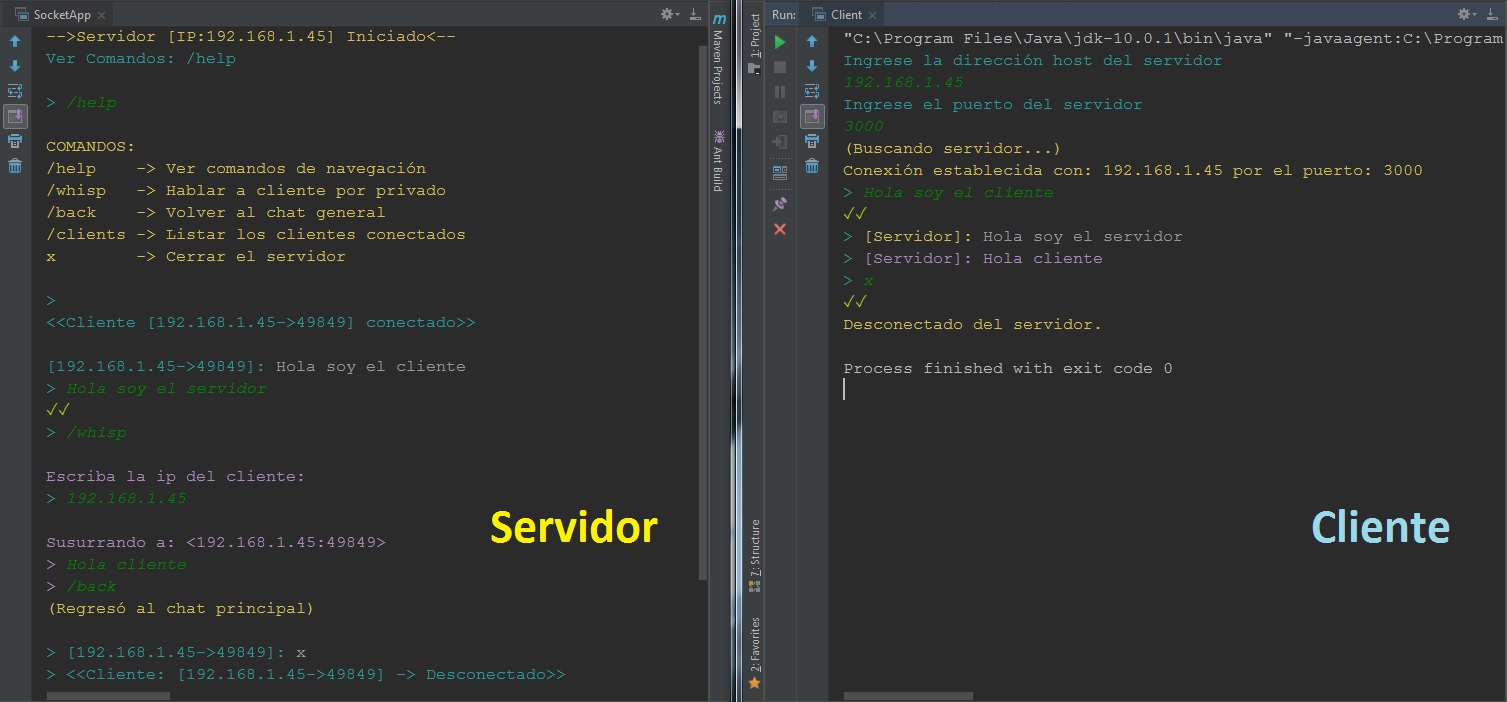 SocketApp
-->Servidor [IP:192.168.1.45] Iniciado<--
Ver Comandos: /help
> /help
COMANDOS:
/help    -> Ver comandos de navegación
/whisp   -> Hablar a cliente por privado
/back    -> Volver al chat general
/clients -> Listar los clientes conectados
x        -> Cerrar el servidor
>
<<Cliente [192.168.1.45->49849] conectado>>
[192.168.1.45->49849]: Hola soy el cliente
> Hola soy el servidor
✓✓
> /whisp
Escriba la ip del cliente:
> 192.168.1.45
Susurrando a: <192.168.1.45:49849>
> Hola cliente
> /back
(Regresó al chat principal)
> [192.168.1.45->49849]: x
> <<Cliente: [192.168.1.45->49849] -> Desconectado>>
Servidor
m Maven Projects
Ant Build
1: Project
7: Structure
2: Favorites
Run: Client
"C:\Program Files\Java\jdk-10.0.1\bin\java" "-javaagent:C:\Program
Ingrese la dirección host del servidor
192.168.1.45
Ingrese el puerto del servidor
3000
(Buscando servidor...)
Conexión establecida con: 192.168.1.45 por el puerto: 3000
> Hola soy el cliente
✓✓
> [Servidor]: Hola soy el servidor
> [Servidor]: Hola cliente
> x
✓✓
Desconectado del servidor.
Process finished with exit code 0
Cliente